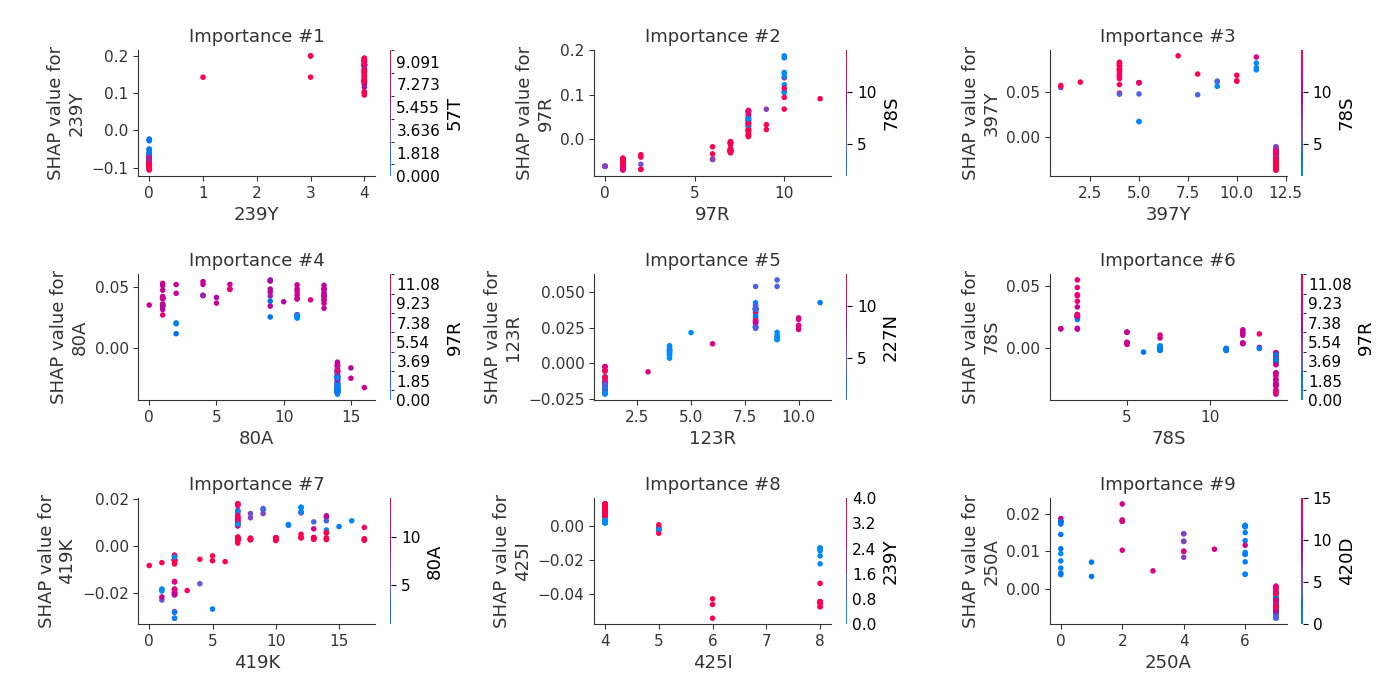 Importance #1
SHAP value for
239Y
0.2
0.1
0.0
−0.1
0 1 2 3 4
239Y
9.091
7.273
5.455
3.636
1.818
0.000
57T
Importance #2
SHAP value for
97R
0.2
0.1
0.0
0 5 10
97R
10
5
78S
Importance #3
SHAP value for
397Y
0.05
0.00
2.5 5.0 7.5 10.0 12.5
397Y
10
5
78S
Importance #4
SHAP value for
80A
0.05
0.00
0 5 10 15
80A
11.08
9.23
7.38
5.54
3.69
1.85
0.00
97R
Importance #5
SHAP value for
123R
0.050
0.025
0.000
−0.025
2.5 5.0 7.5 10.0
123R
10
5
227N
Importance #6
SHAP value for
78S
0.05
0.00
5 10
78S
11.08
9.23
7.38
5.54
3.69
1.85
0.00
97R
Importance #7
SHAP value for
419K
0.02
0.00
−0.02
0 5 10 15
419K
10
5
80A
Importance #8
SHAP value for
425I
0.00
−0.02
−0.04
4 5 6 7 8
425I
4.0
3.2
2.4
1.6
0.8
0.0
239Y
Importance #9
SHAP value for
250A
0.02
0.01
0.00
0 2 4 6
250A
15
10
5
0
420D